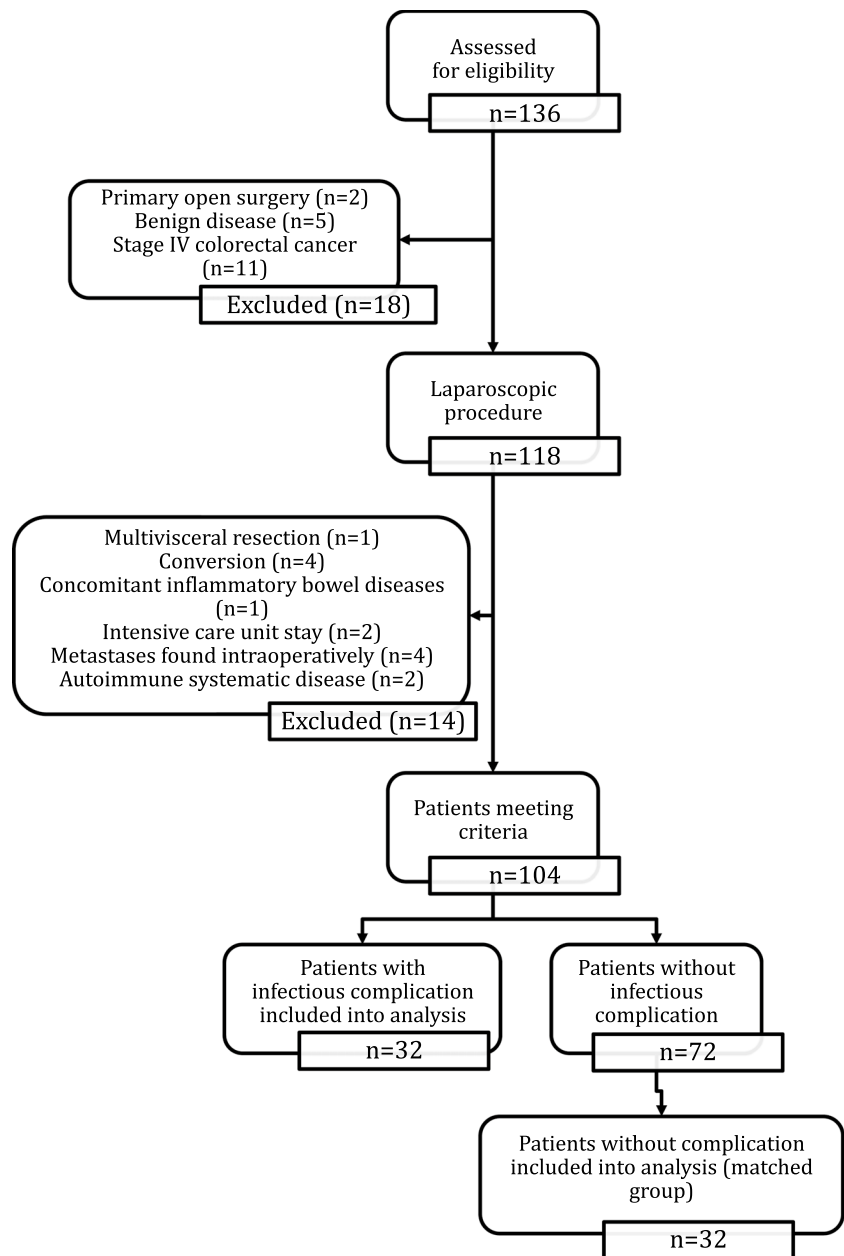 Assessed
for eligibility
n=136
Primary open surgery (n=2)
Benign disease (n=5)
Stage IV colorectal cancer
(n=11)
Excluded (n=18)
Laparoscopic
procedure
n=118
Multivisceral resection (n=1)
Conversion (n=4)
Concomitant inflammatory bowel diseases
(n=1)
Intensive care unit stay (n=2)
Metastases found intraoperatively (n=4)
Autoimmune systematic disease (n=2)
Excluded (n=14)
Patients meeting
criteria
n=104
Patients with
infectious complication
included into analysis
n=32
Patients without
infectious
complication
n=72
Patients without complication
included into analysis (matched
group)
n=32